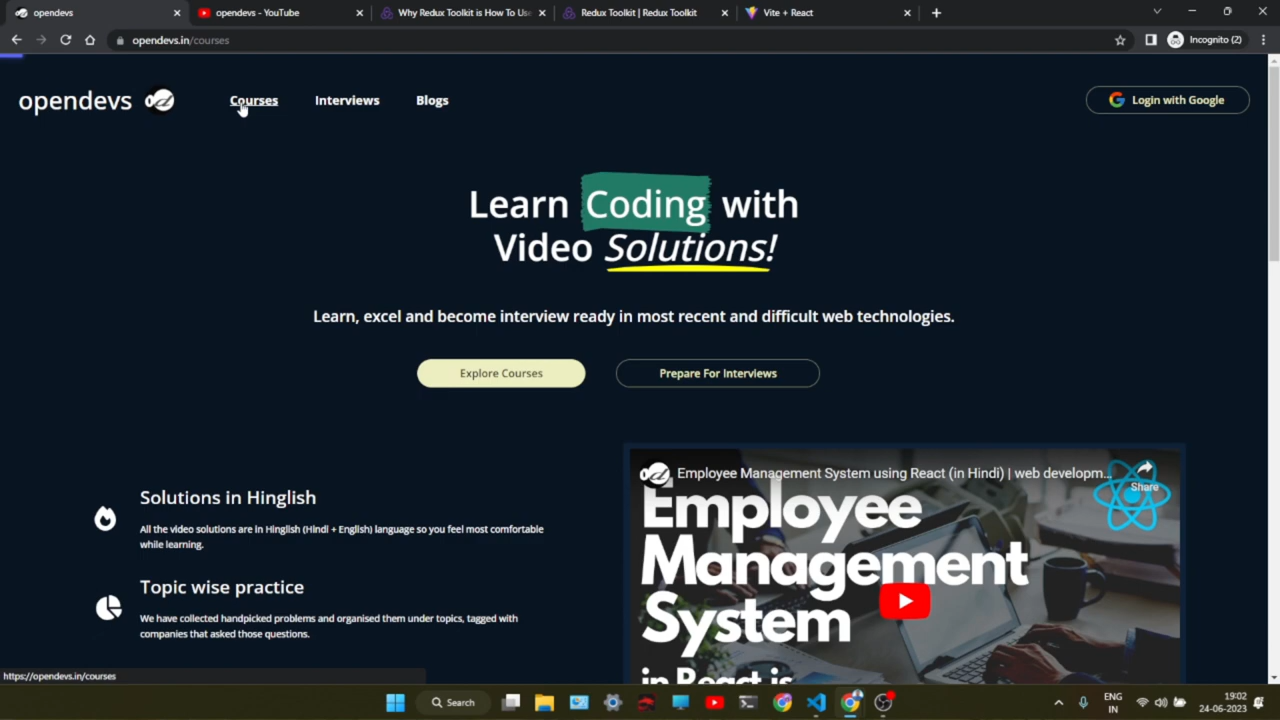 opendevs
opendevs - YouTube
Why Redux Toolkit is How To Use
Redux Toolkit | Redux Toolkit
Vite + React
opendevs.in/courses
Incognito (2)
opendevs
od
Courses
Interviews
Blogs
Login with Google
Learn Coding with
Video Solutions!
Learn, excel and become interview ready in most recent and difficult web technologies.
Explore Courses
Prepare For Interviews
Solutions in Hinglish
All the video solutions are in Hinglish (Hindi + English) language so you feel most comfortable
while learning.
Topic wise practice
We have collected handpicked problems and organised them under topics, tagged with
companies that asked those questions.
Employee Management System using React (in Hindi) | web developm...
Share
Employee
Management
System
in React js
https://opendevs.in/courses
Search
ENG
IN
19:02
24-06-2023